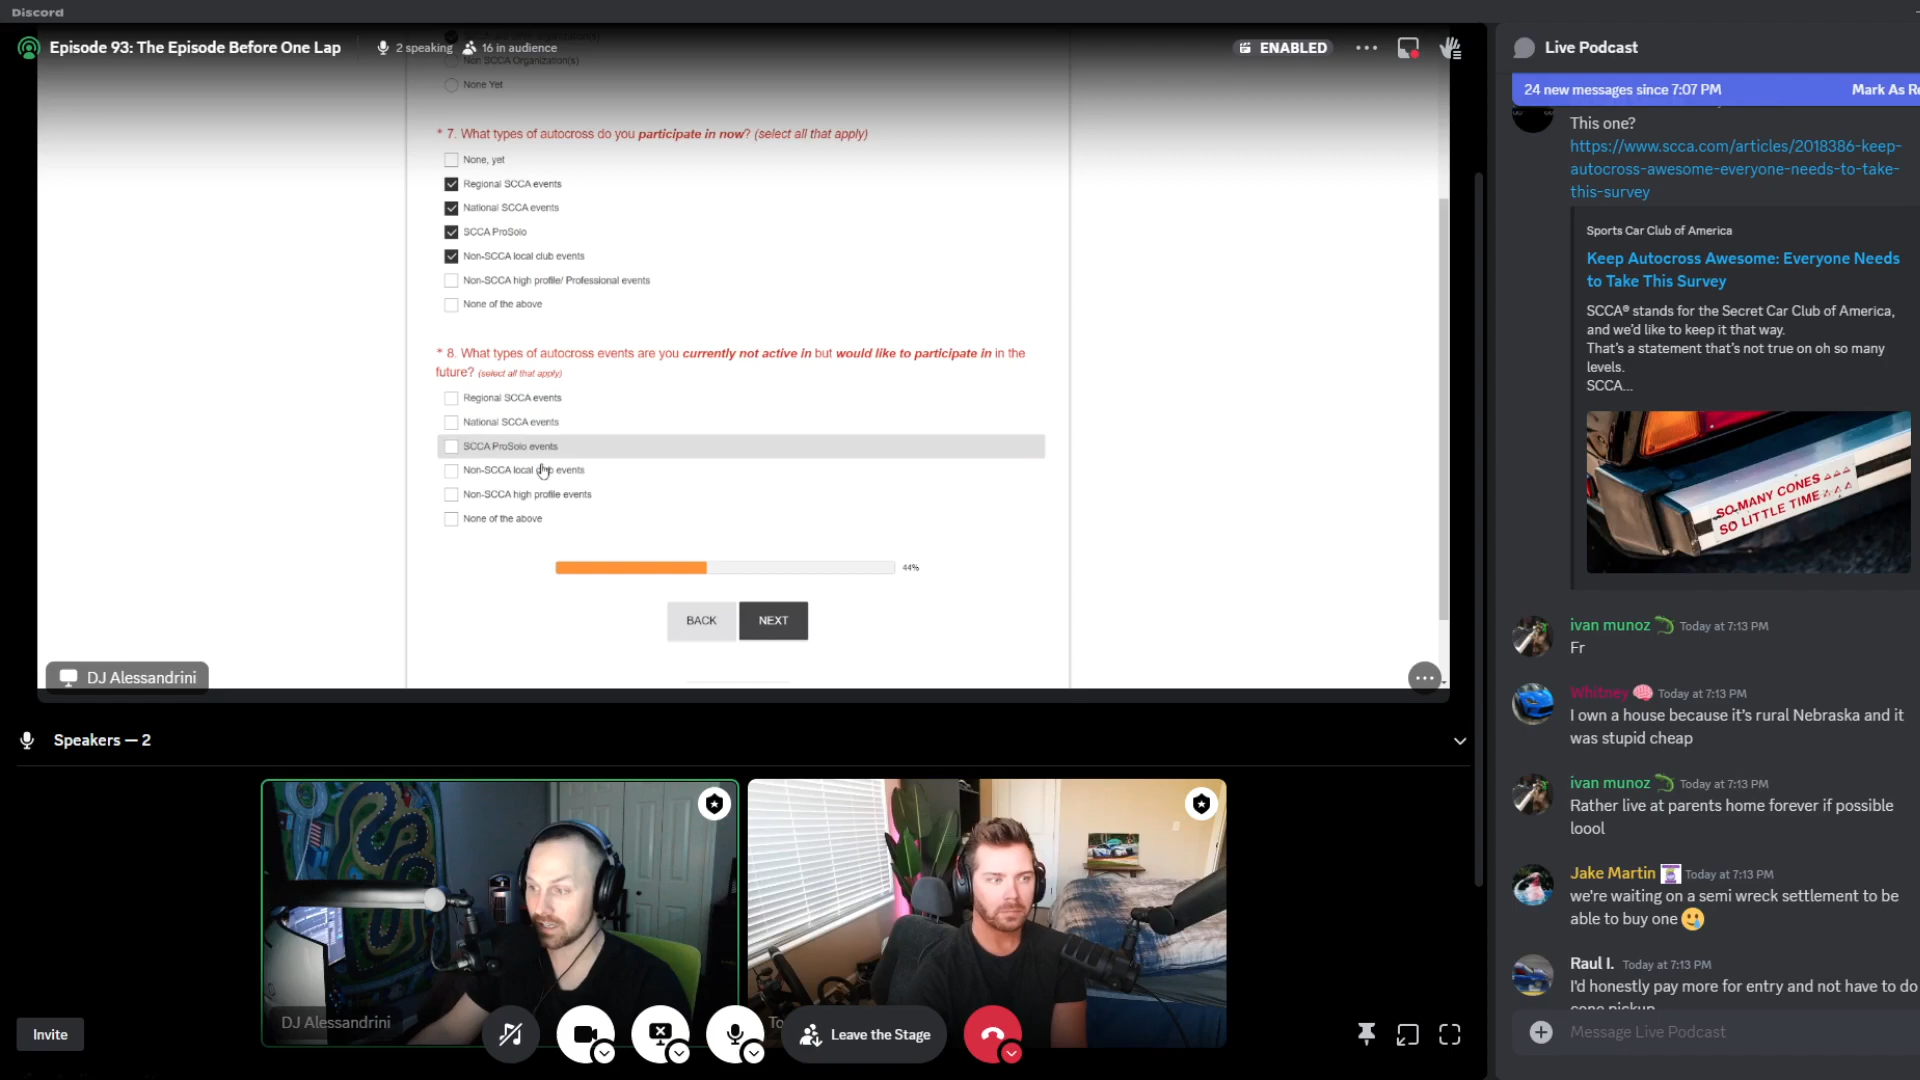 Discord
Episode 93: The Episode Before One Lap
2 speaking
16 in audience
ENABLED
Non SCCA Organization(s)
None Yet
* 7. What types of autocross do you participate in now? (select all that apply)
None, yet
Regional SCCA events
National SCCA events
SCCA ProSolo
Non-SCCA local club events
Non-SCCA high profile/ Professional events
None of the above
* 8. What types of autocross events are you currently not active in but would like to participate in in the
future? (select all that apply)
Regional SCCA events
National SCCA events
SCCA ProSolo events
Non-SCCA local club events
Non-SCCA high profile events
None of the above
44%
BACK
NEXT
DJ Alessandrini
Speakers — 2
DJ Alessandrini
To
Invite
Leave the Stage
Live Podcast
24 new messages since 7:07 PM
Mark As Re
This one?
https://www.scca.com/articles/2018386-keep-
autocross-awesome-everyone-needs-to-take-
this-survey
Sports Car Club of America
Keep Autocross Awesome: Everyone Needs
to Take This Survey
SCCA® stands for the Secret Car Club of America,
and we'd like to keep it that way.
That's a statement that's not true on oh so many
levels.
SCCA...
SO MANY CONES
SO LITTLE TIME
ivan munoz Today at 7:13 PM
Fr
Whitney Today at 7:13 PM
I own a house because it's rural Nebraska and it
was stupid cheap
ivan munoz Today at 7:13 PM
Rather live at parents home forever if possible
loool
Jake Martin Today at 7:13 PM
we're waiting on a semi wreck settlement to be
able to buy one
Raul I. Today at 7:13 PM
I'd honestly pay more for entry and not have to do
cone pickup
Message Live Podcast